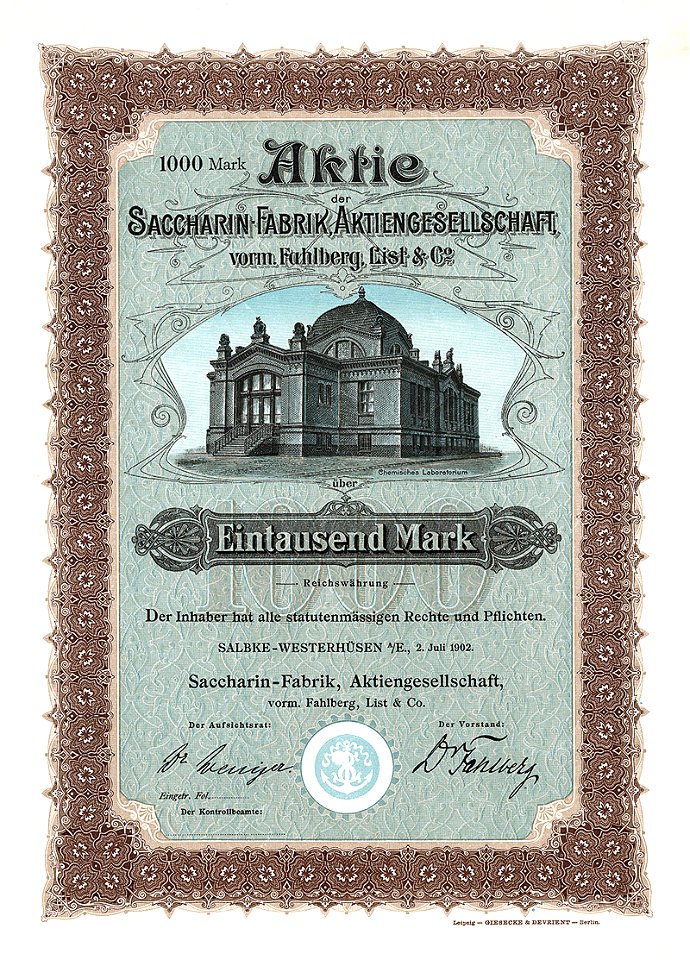 1000 Mark Aktie
der
SACCHARIN-FABRIK, AKTIENGESELLSCHAFT,
vorm. Fahlberg, List & Co.
Chemisches Laboratorium
über
1000
Eintausend Mark
Reichswährung
Der Inhaber hat alle statutenmässigen Rechte und Pflichten.
SALBKE-WESTERHÜSEN A/E., 2. Juli 1902.
Saccharin-Fabrik, Aktiengesellschaft,
vorm. Fahlberg, List & Co.
Der Aufsichtsrat: Der Vorstand:
Dr Fahlberg
Eingetr. Fol.
Der Kontrollbeamte:
Leipzig — GIESECKE & DEVRIENT — Berlin.